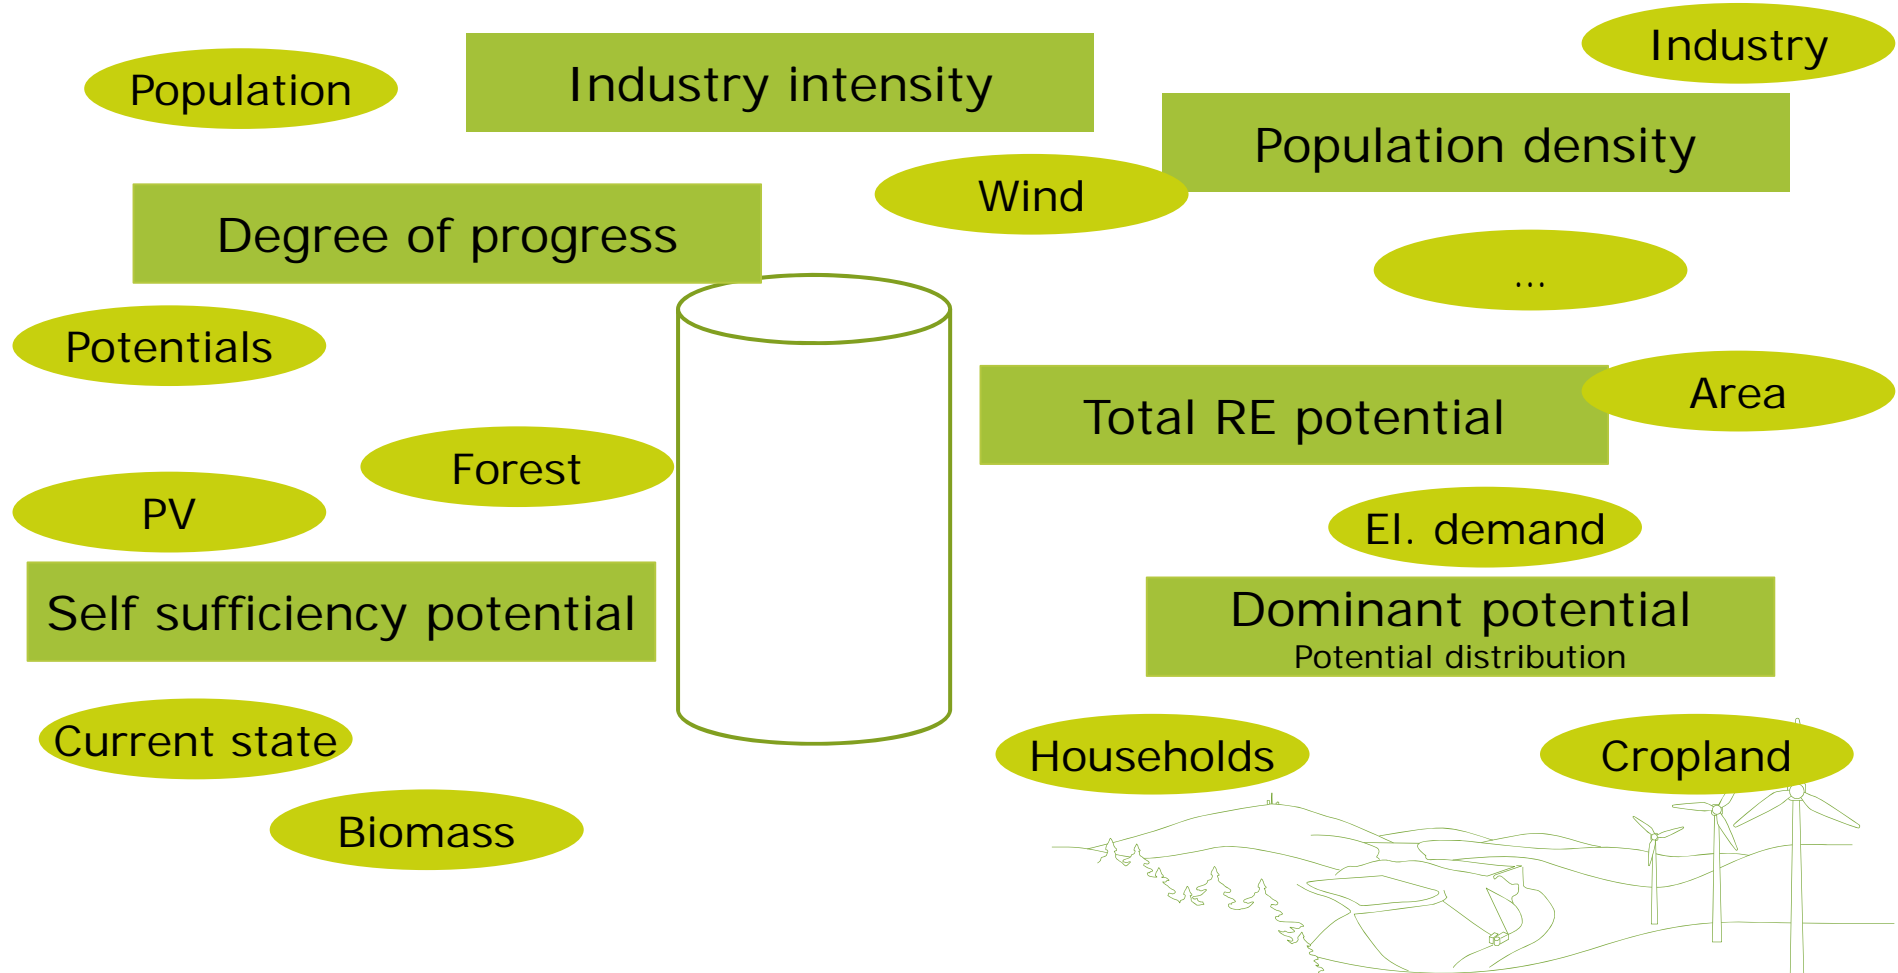 Industry
Population
Industry intensity
Population density
Wind
Degree of progress
...
Potentials
Area
Total RE potential
Forest
PV
El. demand
Self sufficiency potential
Dominant potential
Potential distribution
Current state
Households
Cropland
Biomass